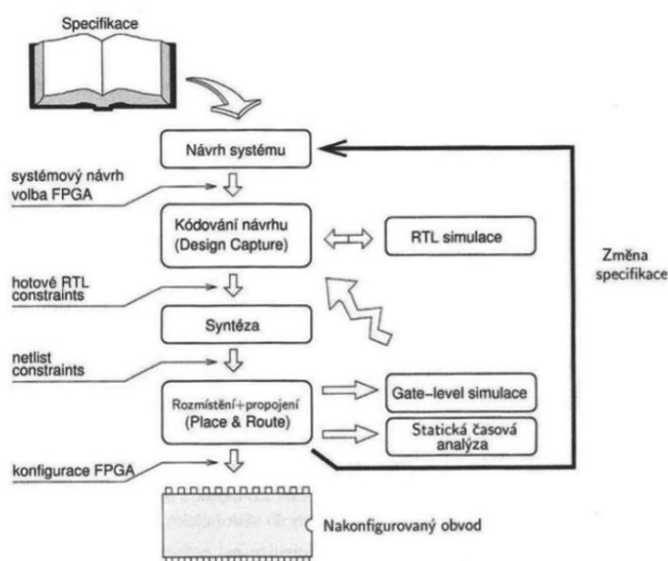 Specifikace
Návrh systému
systémový návrh
volba FPGA
Kódování návrhu
(Design Capture)
RTL simulace
Změna
specifikace
hotové RTL
constraints
Syntéza
netlist
constraints
Rozmístění+propojení
(Place & Route)
Gate-level simulace
Statická časová
analýza
konfigurace FPGA
Nakonfigurovaný obvod